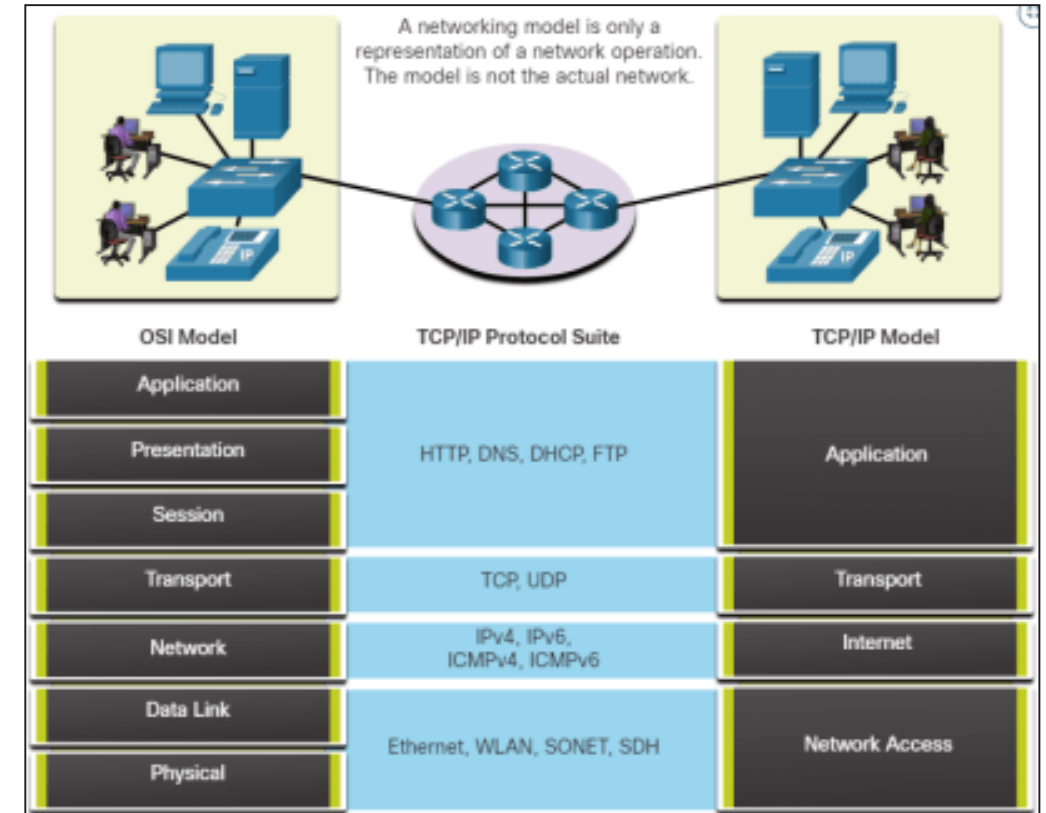 A networking model is only a
representation of a network operation.
The model is not the actual network.
IP
IP
OSI Model
TCP/IP Protocol Suite
TCP/IP Model
Application
Presentation
HTTP, DNS, DHCP, FTP
Application
Session
Transport
TCP, UDP
Transport
Network
IPv4, IPv6,
ICMPv4, ICMPv6
Internet
Data Link
Ethernet, WLAN, SONET, SDH
Network Access
Physical